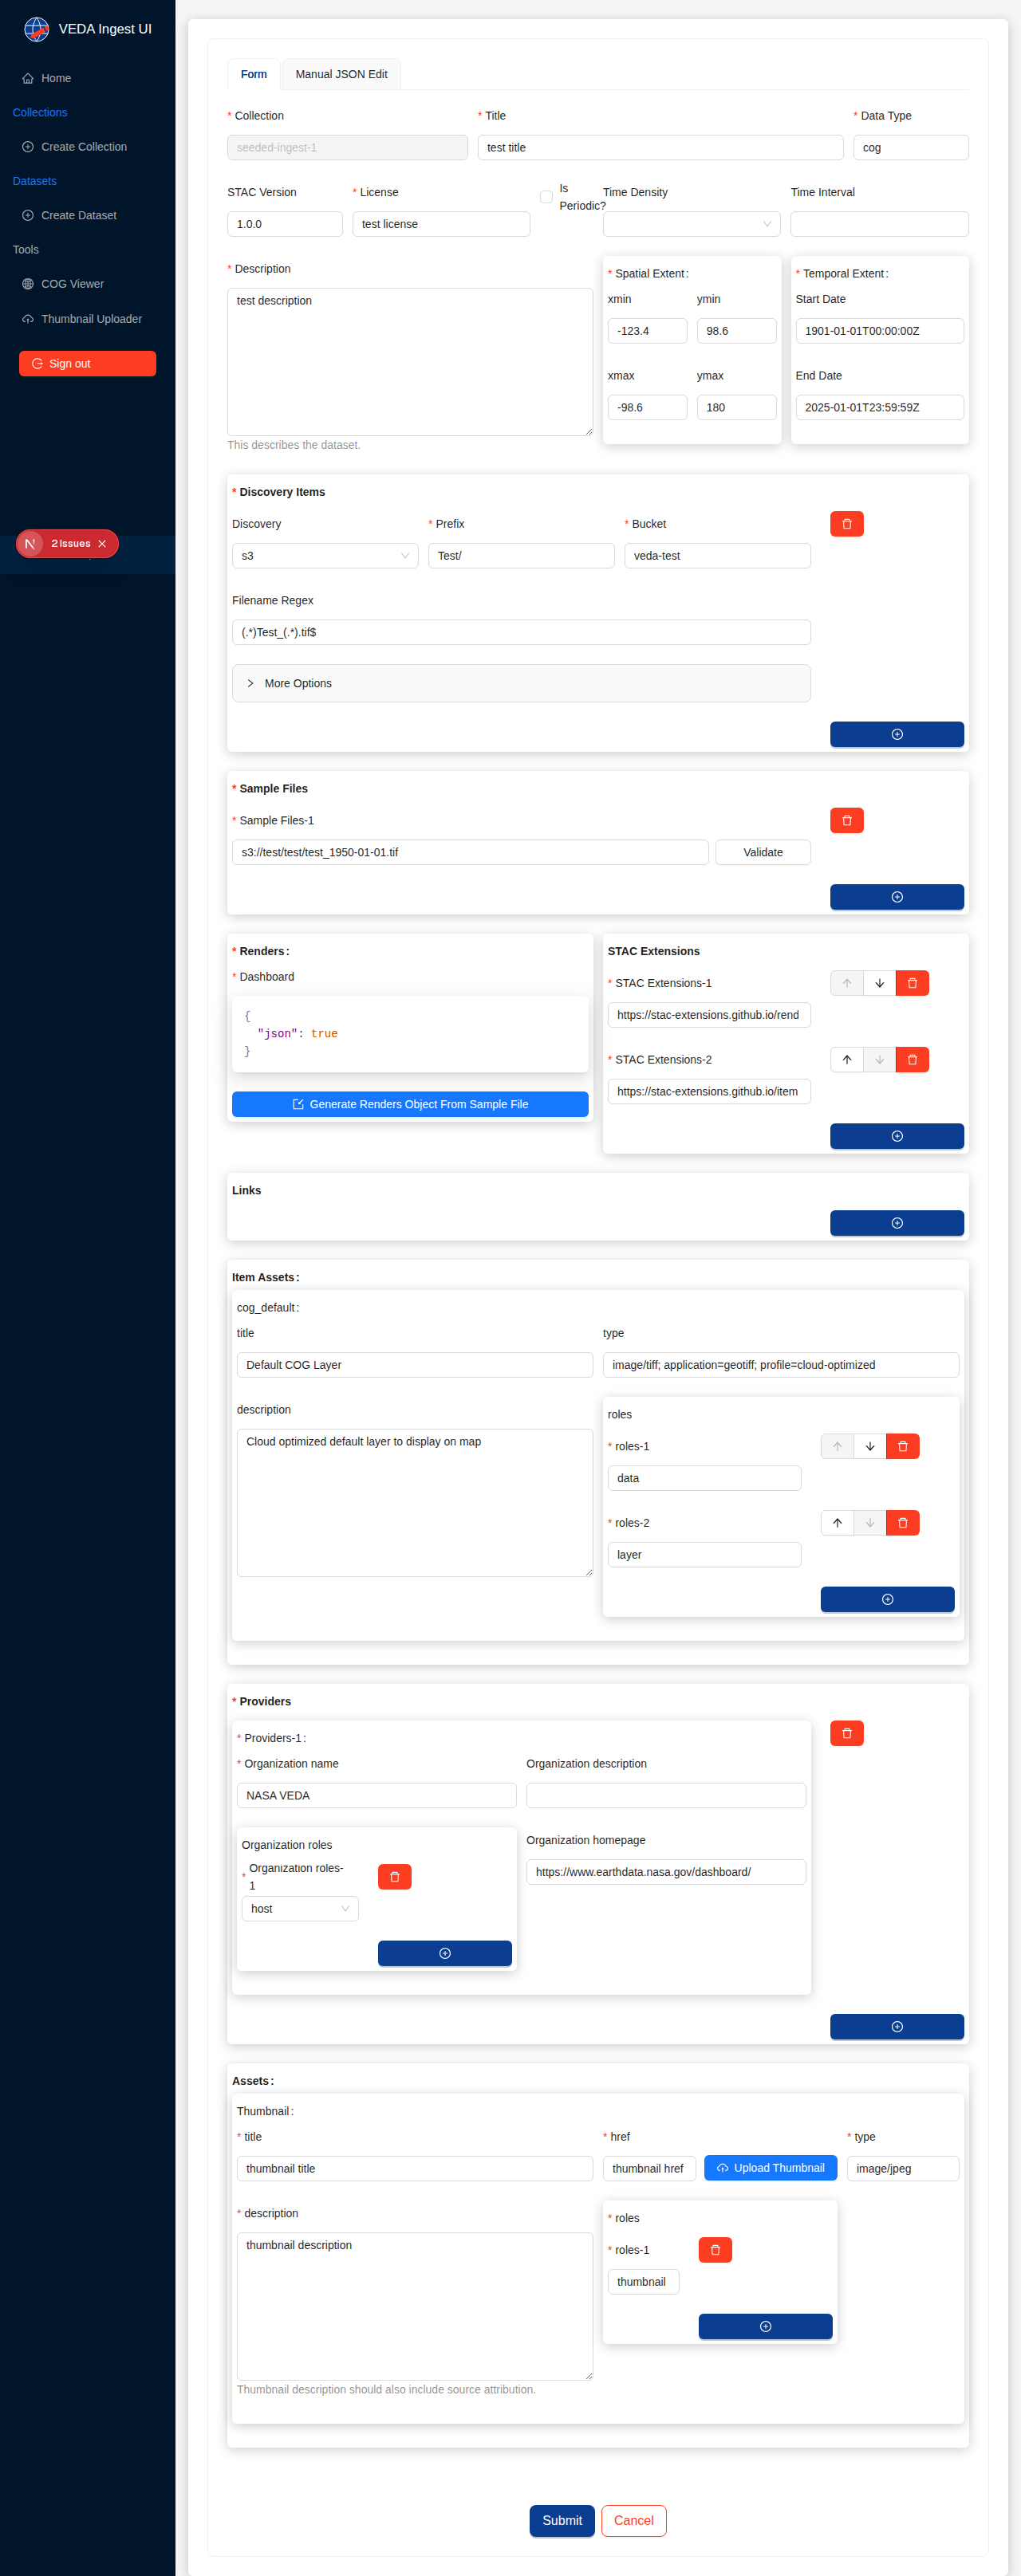 VEDA Ingest UI
Home
Collections
Create Collection
Datasets
Create Dataset
Tools
COG Viewer
Thumbnail Uploader
Sign out
2 Issues
Form
Manual JSON Edit
* Collection
* Title
* Data Type
seeded-ingest-1
test title
cog
STAC Version
* License
Is Periodic?
Time Density
Time Interval
1.0.0
test license
* Description
test description
This describes the dataset.
* Spatial Extent:
xmin
ymin
-123.4
98.6
xmax
ymax
-98.6
180
* Temporal Extent:
Start Date
1901-01-01T00:00:00Z
End Date
2025-01-01T23:59:59Z
* Discovery Items
Discovery
* Prefix
* Bucket
s3
Test/
veda-test
Filename Regex
(.*)Test_(.*).tif$
More Options
* Sample Files
* Sample Files-1
s3://test/test/test_1950-01-01.tif
Validate
* Renders:
* Dashboard
{
"json": true
}
Generate Renders Object From Sample File
STAC Extensions
* STAC Extensions-1
https://stac-extensions.github.io/rend
* STAC Extensions-2
https://stac-extensions.github.io/item
Links
Item Assets:
cog_default:
title
type
Default COG Layer
image/tiff; application=geotiff; profile=cloud-optimized
description
Cloud optimized default layer to display on map
roles
* roles-1
data
* roles-2
layer
* Providers
* Providers-1:
* Organization name
Organization description
NASA VEDA
Organization roles
* Organization roles-
1
host
Organization homepage
https://www.earthdata.nasa.gov/dashboard/
Assets:
Thumbnail:
* title
* href
* type
thumbnail title
thumbnail href
Upload Thumbnail
image/jpeg
* description
thumbnail description
Thumbnail description should also include source attribution.
* roles
* roles-1
thumbnail
Submit
Cancel